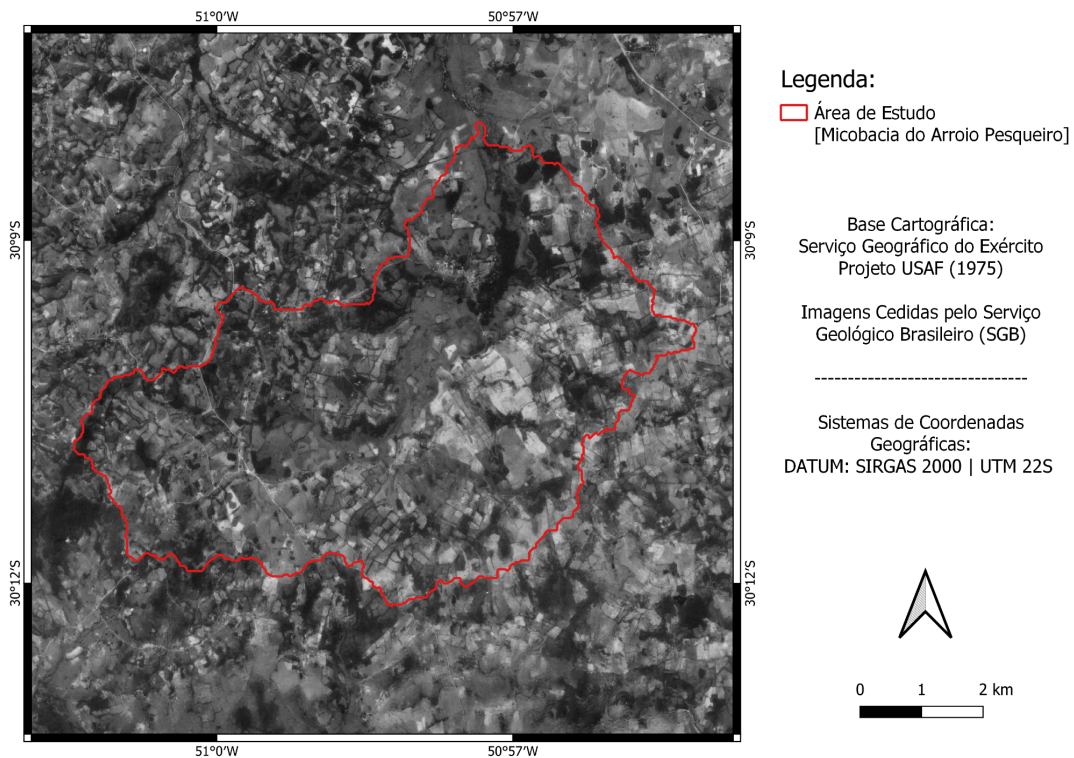 51°0′W 50°57′W
30°9′S 30°9′S
30°12′S 30°12′S
51°0′W 50°57′W
Legenda:
Área de Estudo
[Micobacia do Arroio Pesqueiro]
Base Cartográfica:
Serviço Geográfico do Exército
Projeto USAF (1975)
Imagens Cedidas pelo Serviço
Geológico Brasileiro (SGB)
--------------------------------
Sistemas de Coordenadas
Geográficas:
DATUM: SIRGAS 2000 | UTM 22S
0 1 2 km